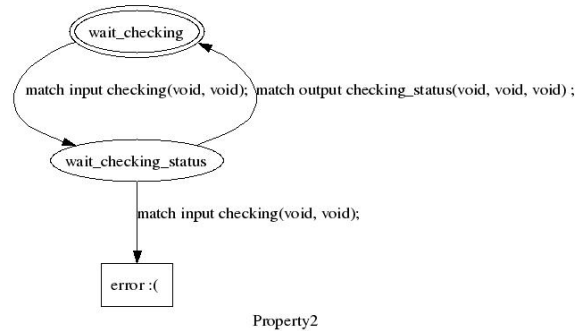 wait_checking
match input checking(void, void);
match output checking_status(void, void, void) ;
wait_checking_status
match input checking(void, void);
error :(
Property2